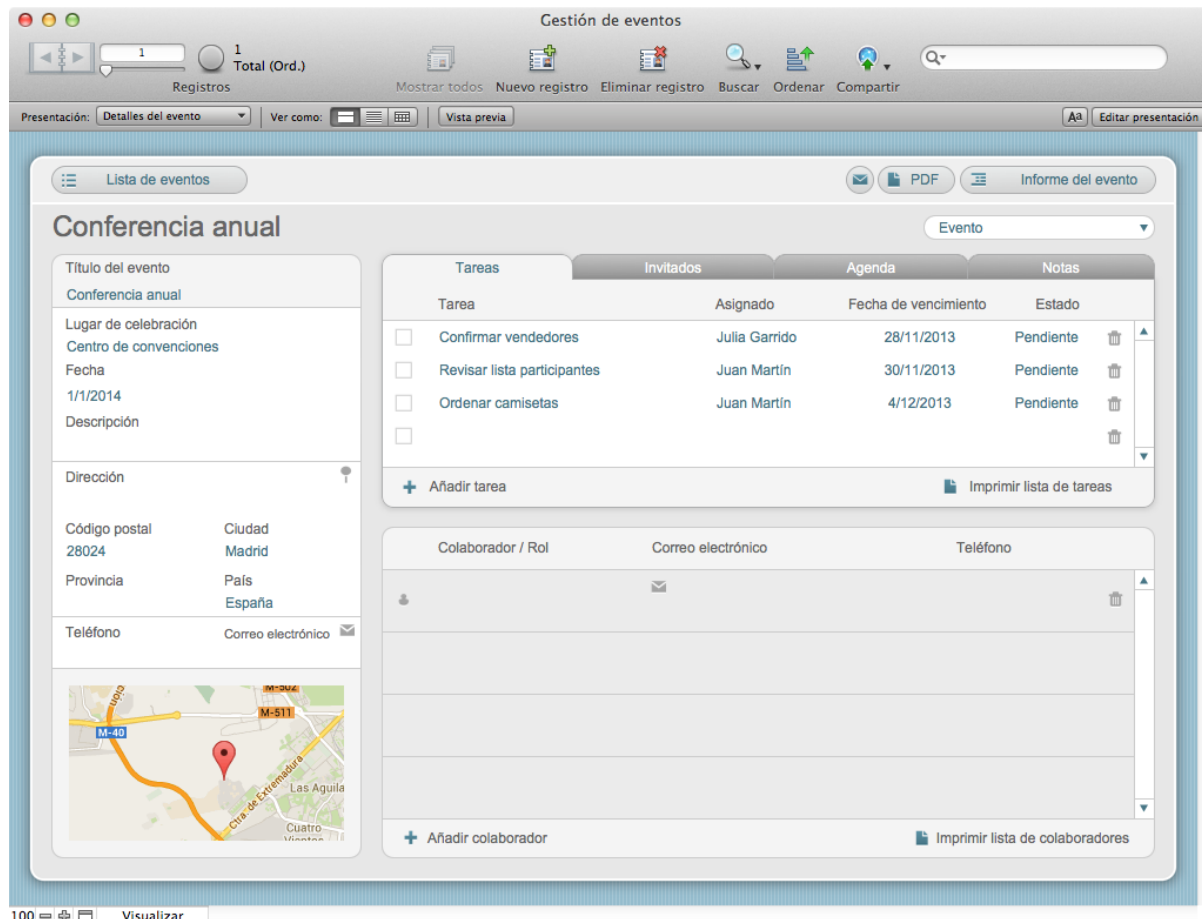 Gestión de eventos
1
1
Total (Ord.)
Registros
Mostrar todos Nuevo registro Eliminar registro Buscar Ordenar Compartir
Presentación: Detalles del evento Ver como: Vista previa Aa Editar presentación
Lista de eventos PDF Informe del evento
Conferencia anual
Evento
Título del evento
Conferencia anual
Lugar de celebración
Centro de convenciones
Fecha
1/1/2014
Descripción
Dirección
Código postal Ciudad
28024 Madrid
Provincia País
España
Teléfono Correo electrónico
M-502
M-511
M-40
Ctra. de Extremadura
Las Aguila
Cuatro
Vientos
Tareas Invitados Agenda Notas
Tarea Asignado Fecha de vencimiento Estado
Confirmar vendedores Julia Garrido 28/11/2013 Pendiente
Revisar lista participantes Juan Martín 30/11/2013 Pendiente
Ordenar camisetas Juan Martín 4/12/2013 Pendiente
Añadir tarea Imprimir lista de tareas
Colaborador / Rol Correo electrónico Teléfono
Añadir colaborador Imprimir lista de colaboradores
100 Visualizar